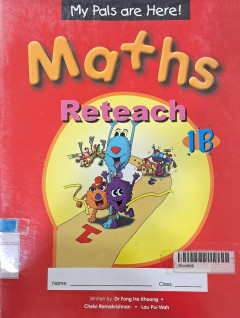 My Pals are Here!
Maths
Reteach
1B
Name: Class:
Written by: Dr Fong Ho Kheong
Chelvi Ramakrishnan • Lau Pui Wah